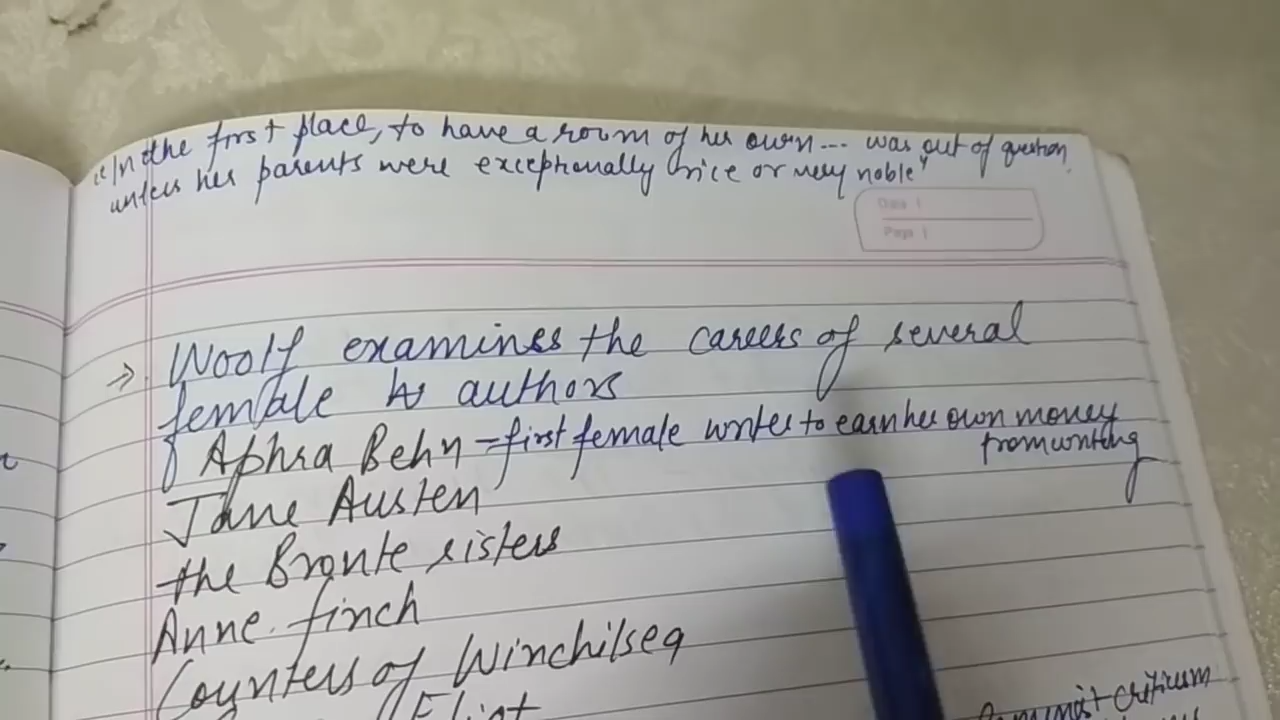 "In the first place, to have a room of her own... was out of question,
unless her parents were exceptionally rice or very noble"
Date |
Page |
→ Woolf examines the careers of several
female authors
Aphra Behn - first female writer to earn her own money
from writing
Jane Austen
the Bronte sisters
Anne. finch
Countess of Winchilsea
Eliot
criticism